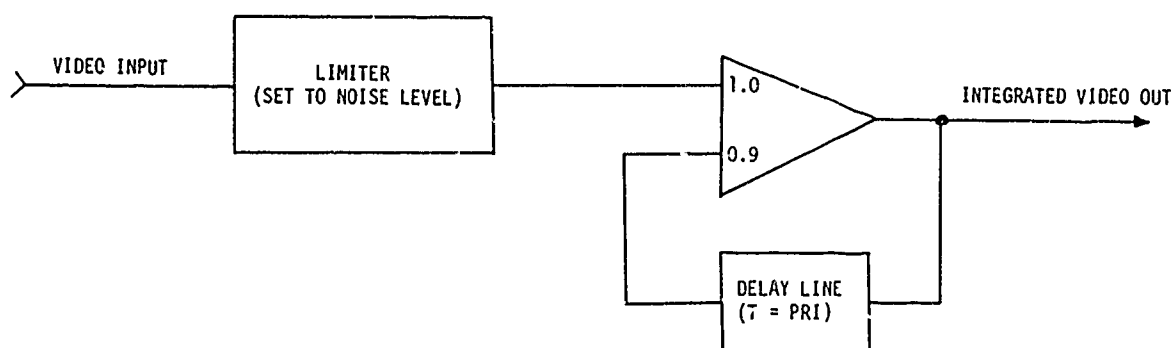 VIDEO INPUT
LIMITER
(SET TO NOISE LEVEL)
1.0
0.9
INTEGRATED VIDEO OUT
DELAY LINE
(T = PRI)